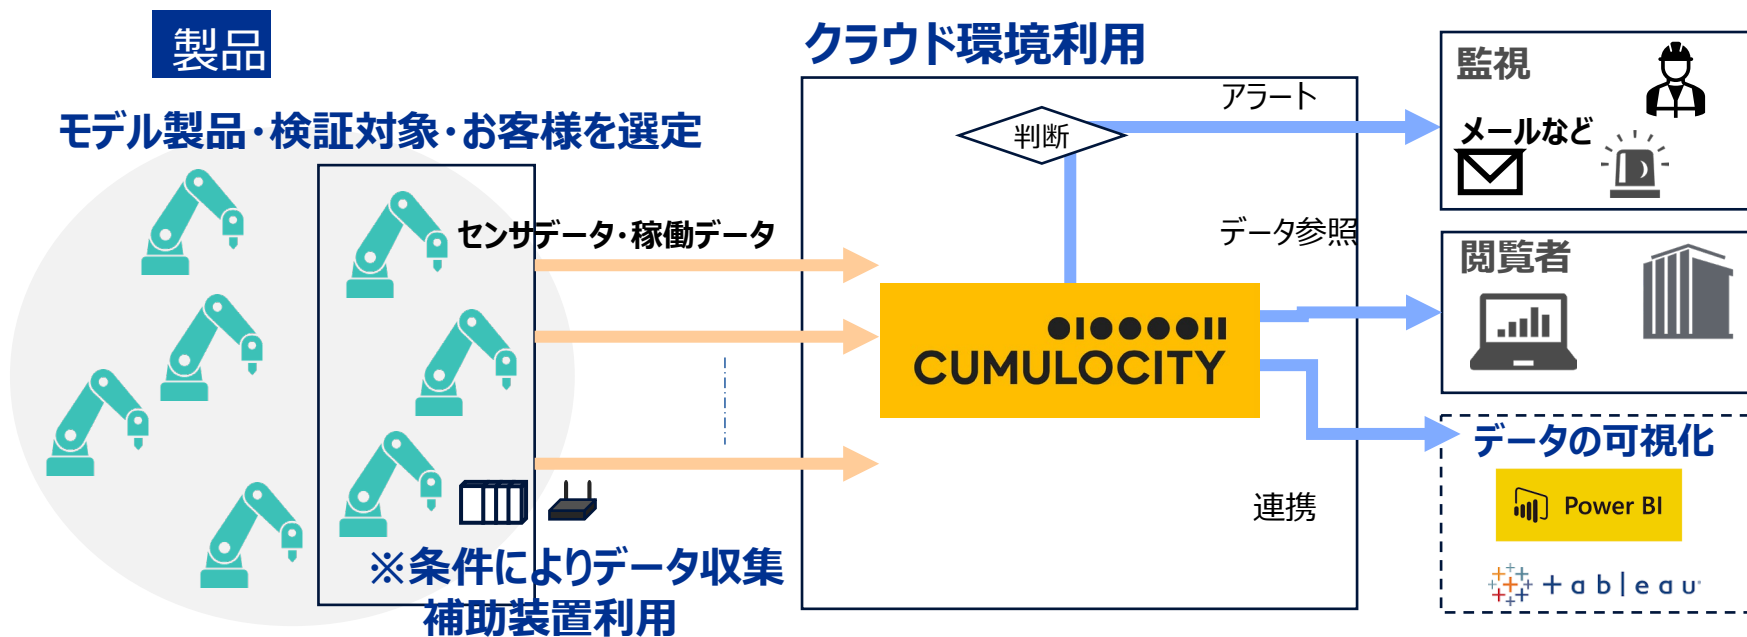 製品
モデル製品・検証対象・お客様を選定
センサデータ・稼働データ
※条件によりデータ収集
補助装置利用
クラウド環境利用
判断
アラート
データ参照
CUMULOCITY
連携
監視
メールなど
閲覧者
データの可視化
Power BI
+ableau